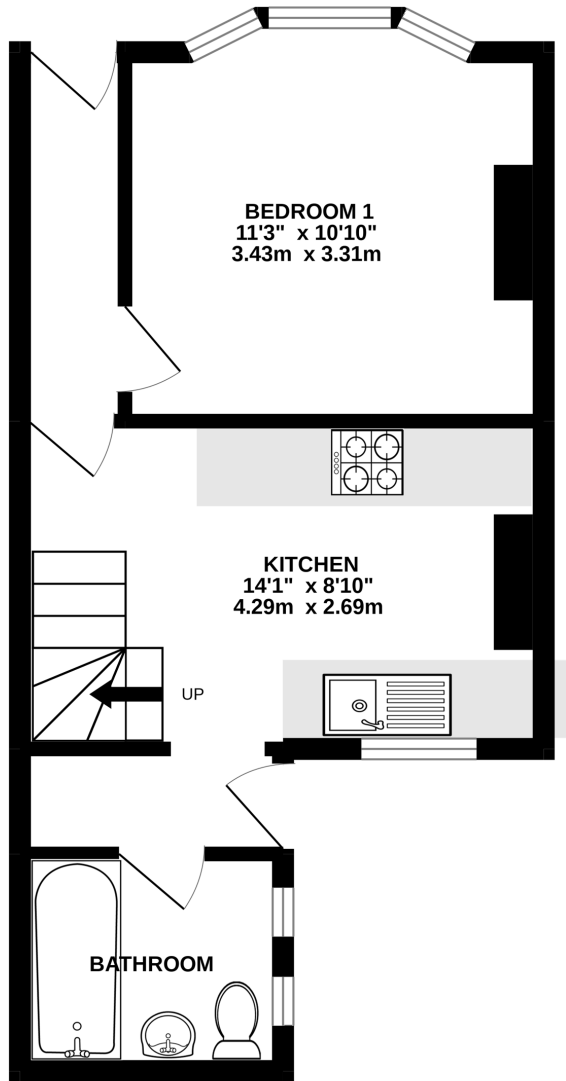 BEDROOM 1
11'3" x 10'10"
3.43m x 3.31m
KITCHEN
14'1" x 8'10"
4.29m x 2.69m
UP
BATHROOM